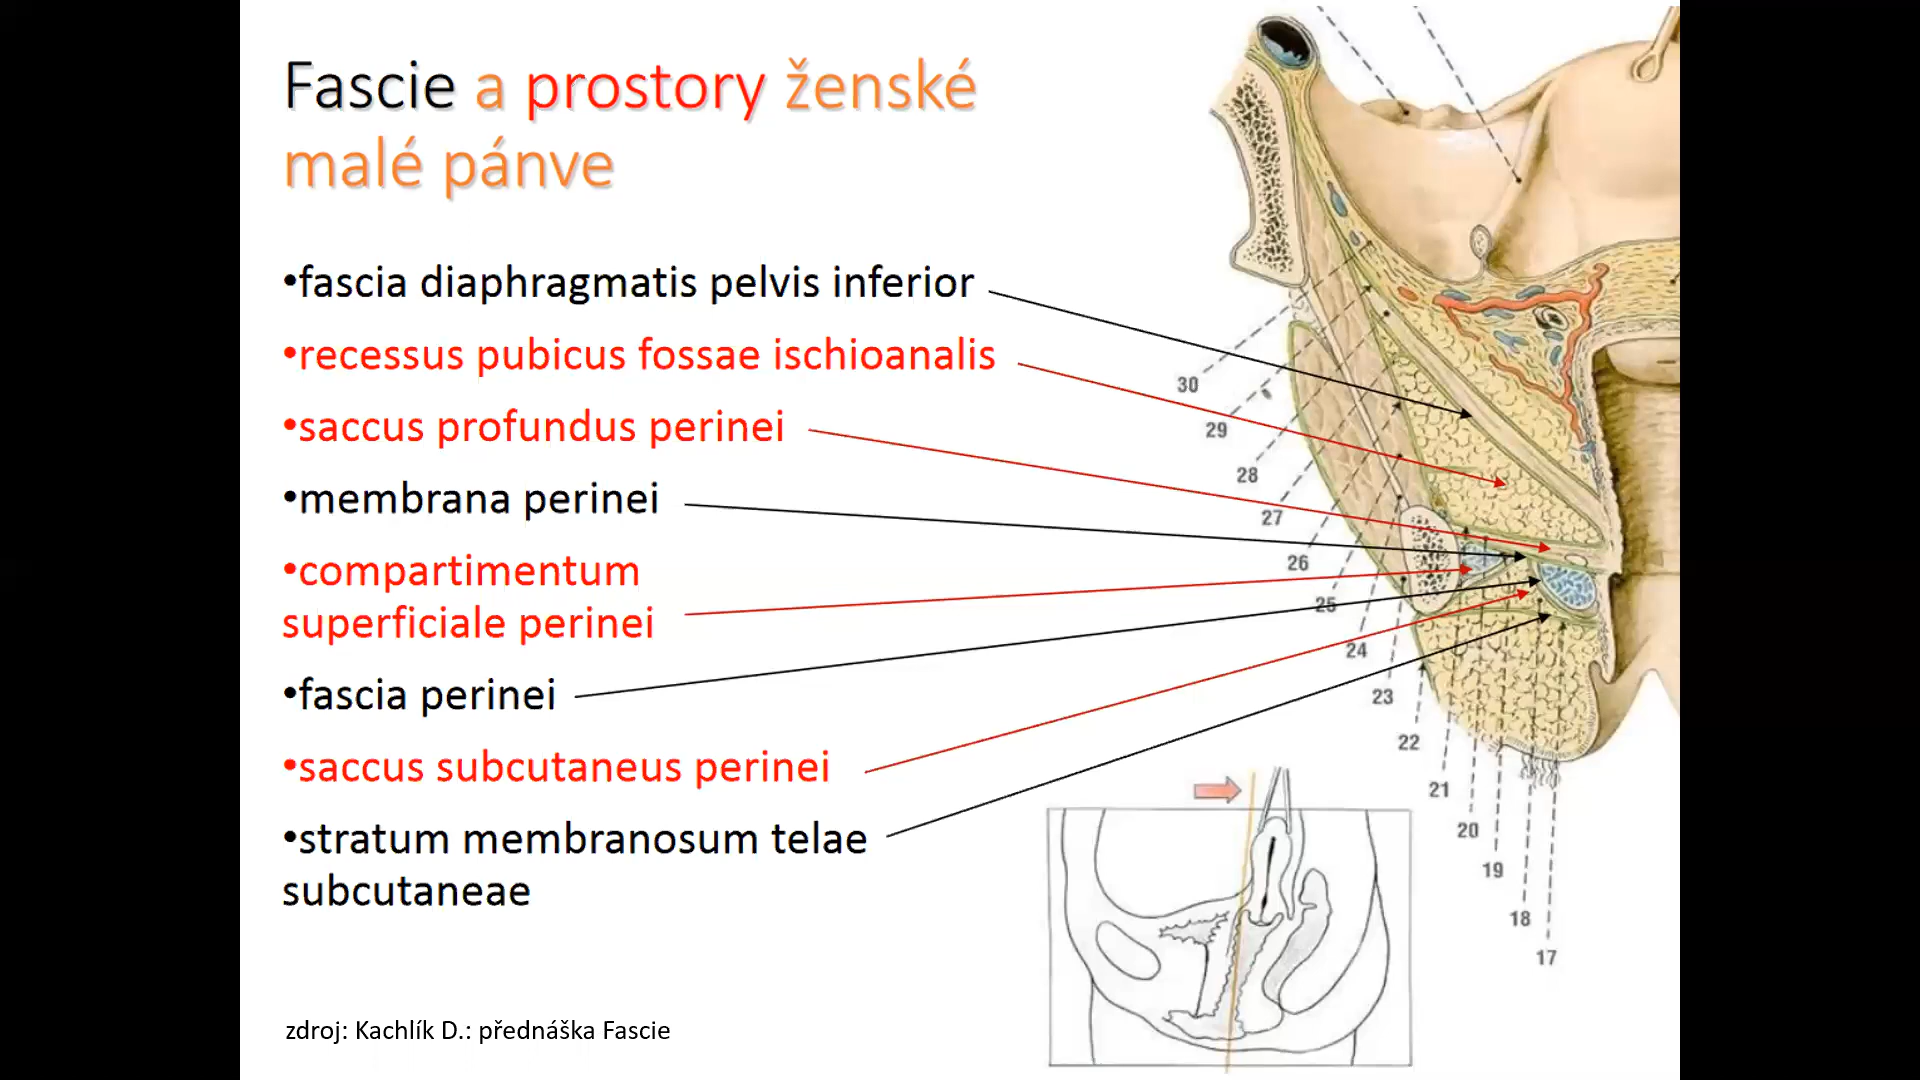 Fascie a prostory ženské
malé pánve
•fascia diaphragmatis pelvis inferior
•recessus pubicus fossae ischioanalis
•saccus profundus perinei
•membrana perinei
•compartimentum
superficiale perinei
•fascia perinei
•saccus subcutaneus perinei
•stratum membranosum telae
subcutaneae
zdroj: Kachlík D.: přednáška Fascie
30
29
28
27
26
25
24
23
22
21
20
19
18
17